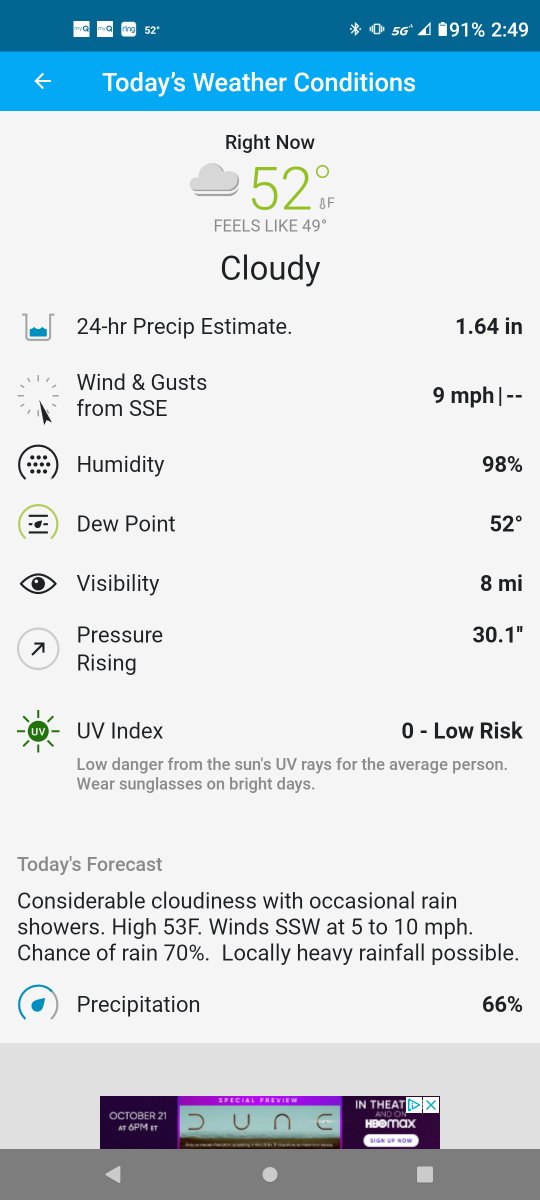 myQ myQ ring 52° 5G 91% 2:49
Today's Weather Conditions
Right Now
52°
°F
FEELS LIKE 49°
Cloudy
24-hr Precip Estimate. 1.64 in
Wind & Gusts
from SSE
9 mph|--
Humidity 98%
Dew Point 52°
Visibility 8 mi
Pressure
Rising
30.1"
UV UV Index 0 - Low Risk
Low danger from the sun's UV rays for the average person.
Wear sunglasses on bright days.
Today's Forecast
Considerable cloudiness with occasional rain
showers. High 53F. Winds SSW at 5 to 10 mph.
Chance of rain 70%.  Locally heavy rainfall possible.
Precipitation 66%
OCTOBER 21
AT 6PM ET
SPECIAL PREVIEW
DUNE
IN THEAT
AND ON
HBOMAX
SIGN UP NOW